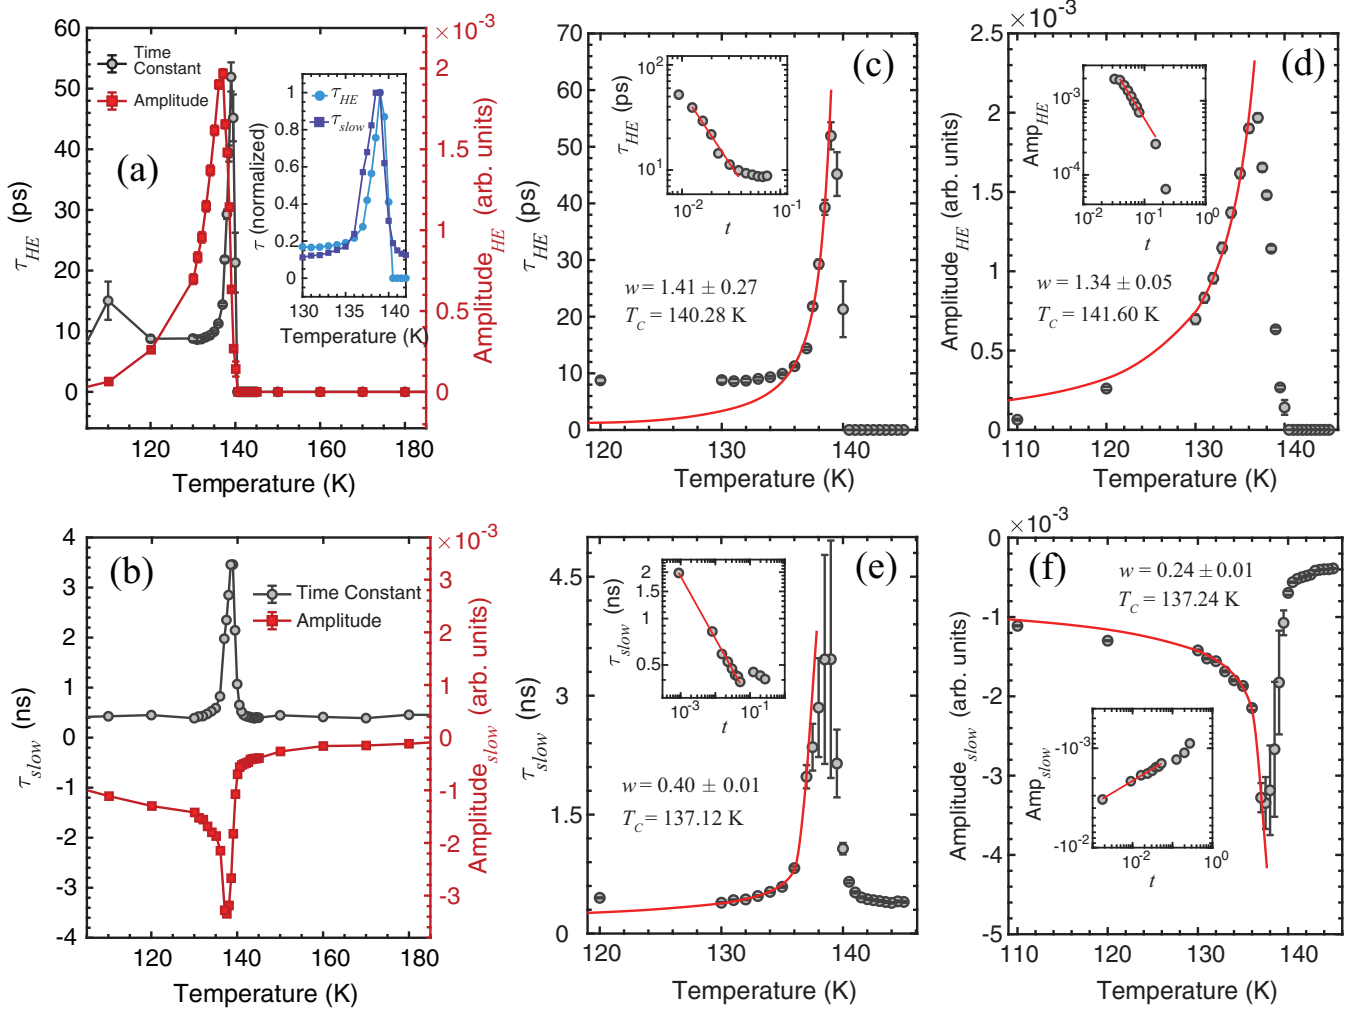 (a)
×10⁻³
60
50
40
30
20
10
0
τHE (ps)
Time
Constant
Amplitude
2
1.5
1
0.5
0
AmplitudeHE (arb. units)
120 140 160 180
Temperature (K)
τHE
τslow
1
0.8
0.6
0.4
0.2
0
τ (normalized)
130 135 140
Temperature (K)
(c)
70
60
50
40
30
20
10
0
τHE (ps)
10²
10¹
τHE (ps)
10⁻² 10⁻¹
t
w = 1.41 ± 0.27
TC = 140.28 K
120 130 140
Temperature (K)
(d)
×10⁻³
2.5
2
1.5
1
0.5
0
AmplitudeHE (arb. units)
10⁻³
10⁻⁴
AmpHE
10⁻² 10⁻¹ 10⁰
t
w = 1.34 ± 0.05
TC = 141.60 K
110 120 130 140
Temperature (K)
(b)
×10⁻³
4
3
2
1
0
-1
-2
-3
-4
τslow (ns)
Time Constant
Amplitude
3
2
1
0
-1
-2
-3
Amplitudeslow (arb. units)
120 140 160 180
Temperature (K)
(e)
4.5
3
1.5
0
τslow (ns)
2
1
0.5
τslow (ns)
10⁻³ 10⁻¹
t
w = 0.40 ± 0.01
TC = 137.12 K
120 130 140
Temperature (K)
(f)
×10⁻³
0
-1
-2
-3
-4
-5
Amplitudeslow (arb. units)
w = 0.24 ± 0.01
TC = 137.24 K
-10⁻³
-10⁻²
Ampslow
10⁻² 10⁰
t
110 120 130 140
Temperature (K)